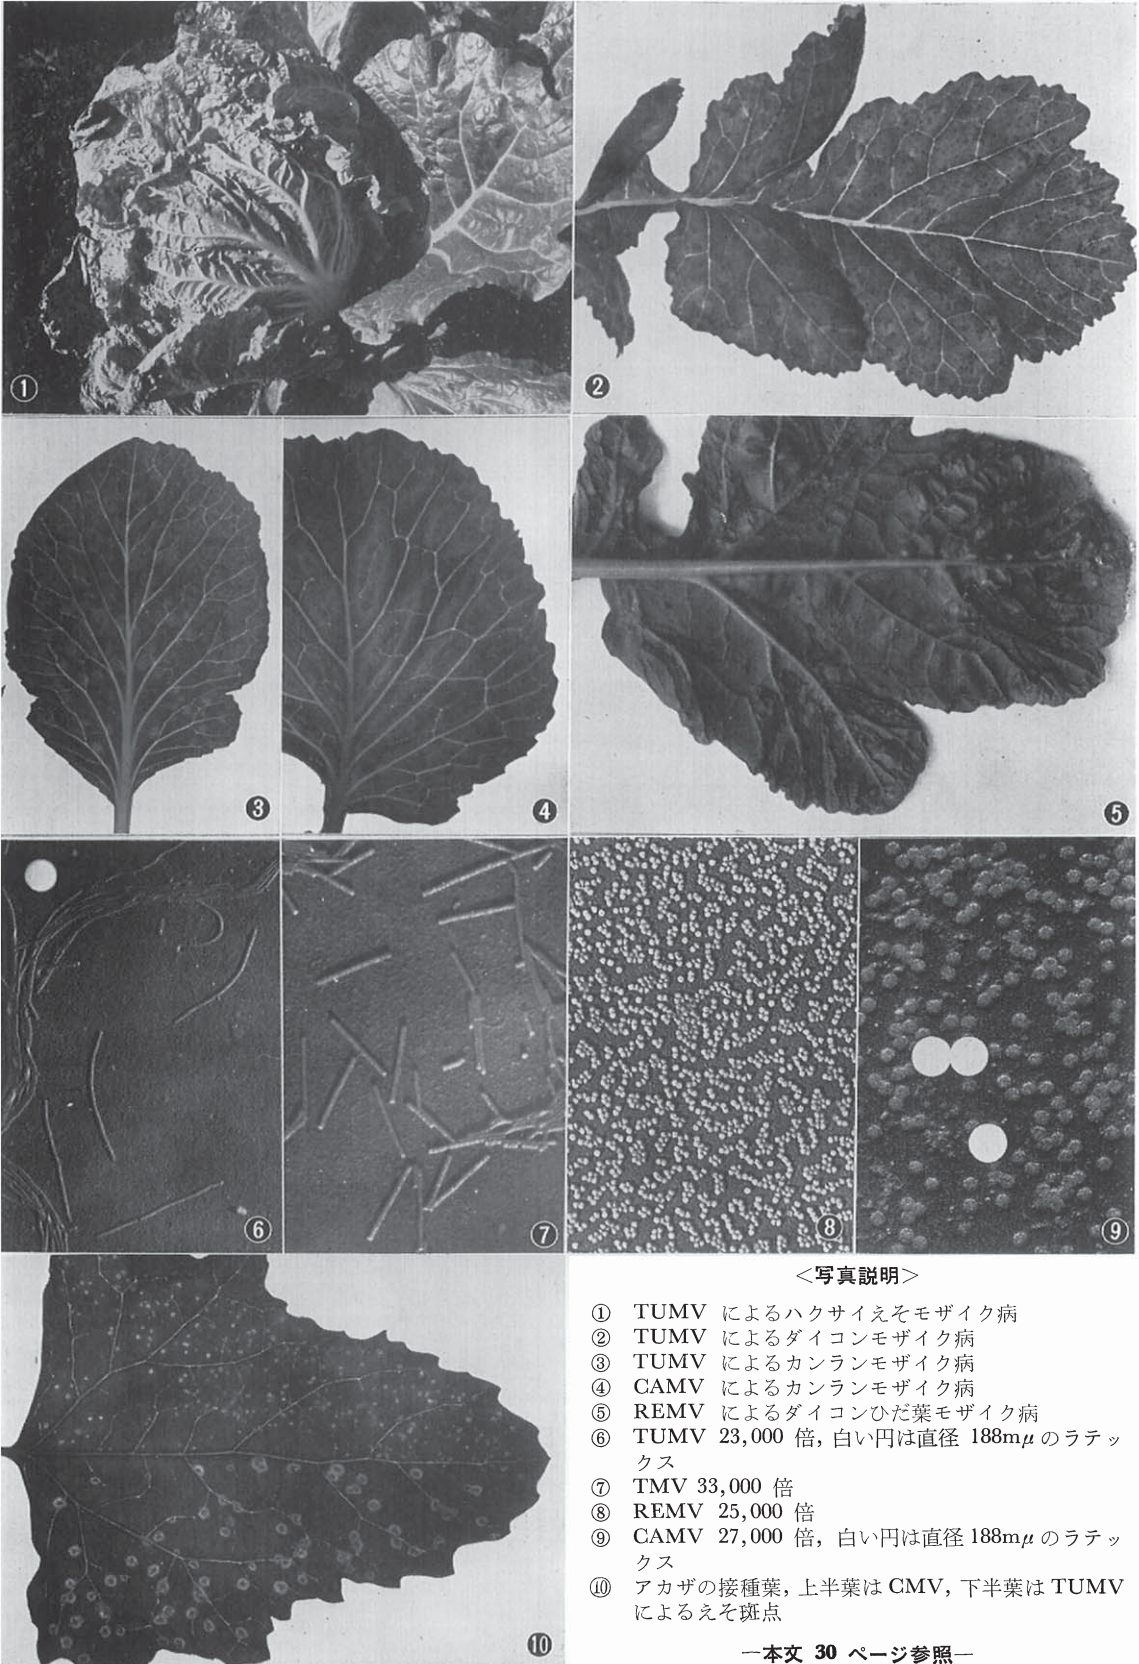 ①
②
③
④
⑤
⑥
⑦
⑧
⑨
⑩
＜写真説明＞
① TUMV によるハクサイえそモザイク病
② TUMV によるダイコンモザイク病
③ TUMV によるカンランモザイク病
④ CAMV によるカンランモザイク病
⑤ REMV によるダイコンひだ葉モザイク病
⑥ TUMV 23,000 倍，白い円は直径 188mμ のラテッ
クス
⑦ TMV 33,000 倍
⑧ REMV 25,000 倍
⑨ CAMV 27,000 倍，白い円は直径 188mμ のラテッ
クス
⑩ アカザの接種葉，上半葉は CMV，下半葉は TUMV
によるえそ斑点
—本文 30 ページ参照—